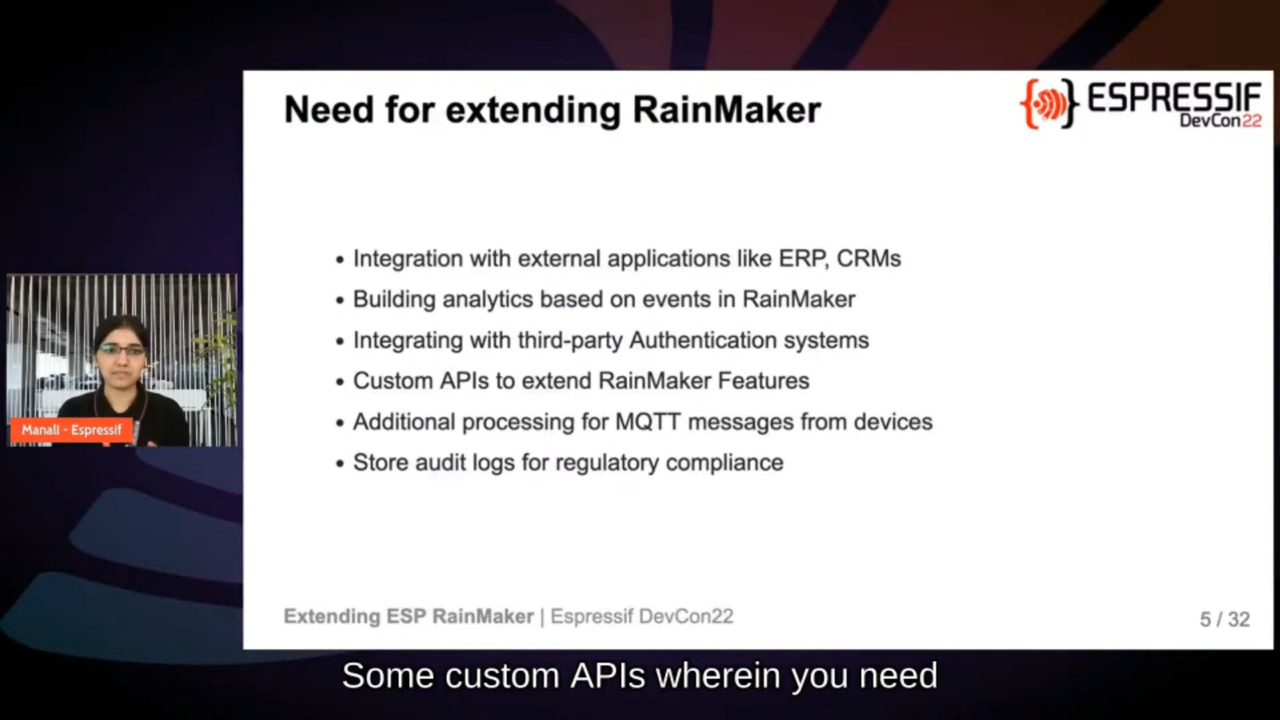 Need for extending RainMaker
ESPRESSIF
DevCon22
• Integration with external applications like ERP, CRMs
• Building analytics based on events in RainMaker
• Integrating with third-party Authentication systems
• Custom APIs to extend RainMaker Features
• Additional processing for MQTT messages from devices
• Store audit logs for regulatory compliance
Manali - Espressif
Extending ESP RainMaker | Espressif DevCon22
5 / 32
Some custom APIs wherein you need